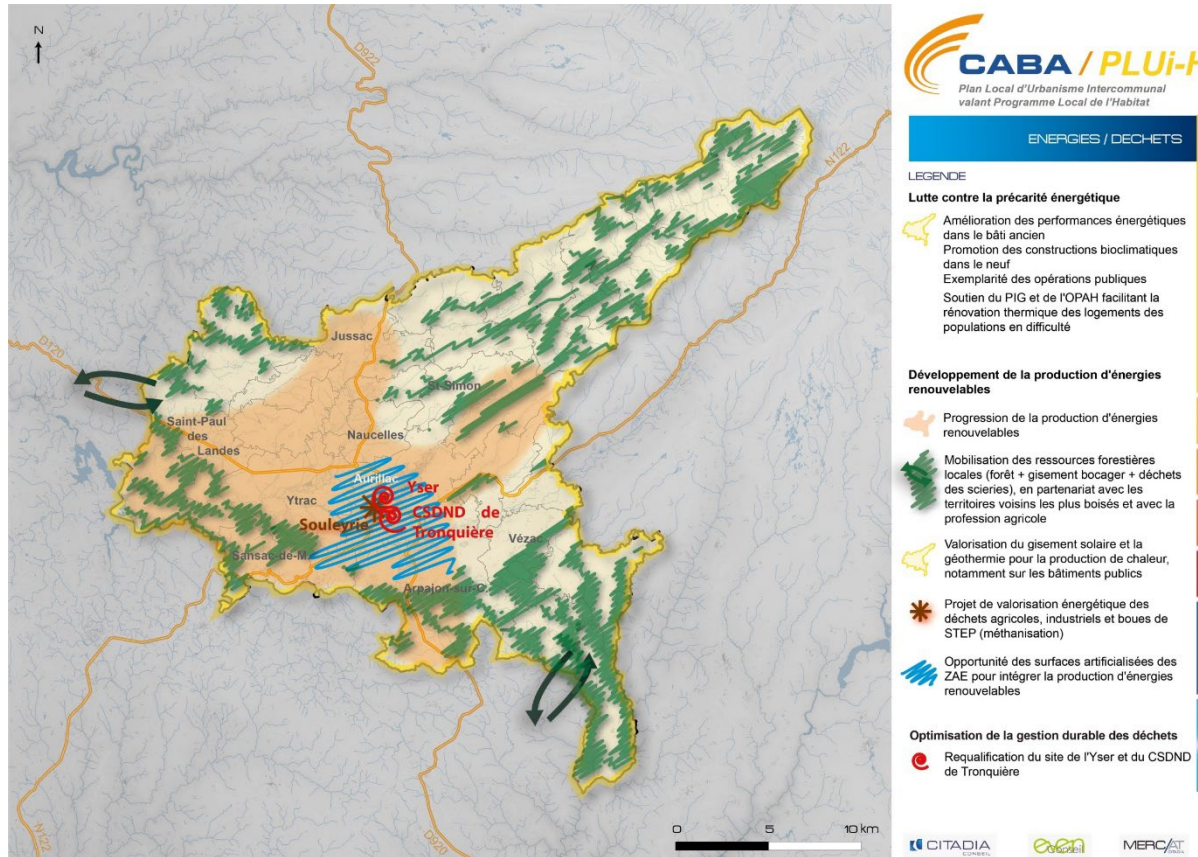 N
D922
N122
D120
Jussac
St-Simon
Saint-Paul
des
Landes
Naucelles
Aurillac
Yser
Ytrac
CSDND de
Souleyrie
Tronquière
Vézac
Sansac-de-M.
Arpajon-sur-C.
N122
D920
0 5 10 km
CABA / PLUi-H
Plan Local d'Urbanisme Intercommunal
valant Programme Local de l'Habitat
ENERGIES / DECHETS
LEGENDE
Lutte contre la précarité énergétique
Amélioration des performances énergétiques
dans le bâti ancien
Promotion des constructions bioclimatiques
dans le neuf
Exemplarité des opérations publiques
Soutien du PIG et de l'OPAH facilitant la
rénovation thermique des logements des
populations en difficulté
Développement de la production d'énergies
renouvelables
Progression de la production d'énergies
renouvelables
Mobilisation des ressources forestières
locales (forêt + gisement bocager + déchets
des scieries), en partenariat avec les
territoires voisins les plus boisés et avec la
profession agricole
Valorisation du gisement solaire et la
géothermie pour la production de chaleur,
notamment sur les bâtiments publics
Projet de valorisation énergétique des
déchets agricoles, industriels et boues de
STEP (méthanisation)
Opportunité des surfaces artificialisées des
ZAE pour intégrer la production d'énergies
renouvelables
Optimisation de la gestion durable des déchets
Requalification du site de l'Yser et du CSDND
de Tronquière
CITADIA
CONSEIL
even
Conseil
MERC/AT